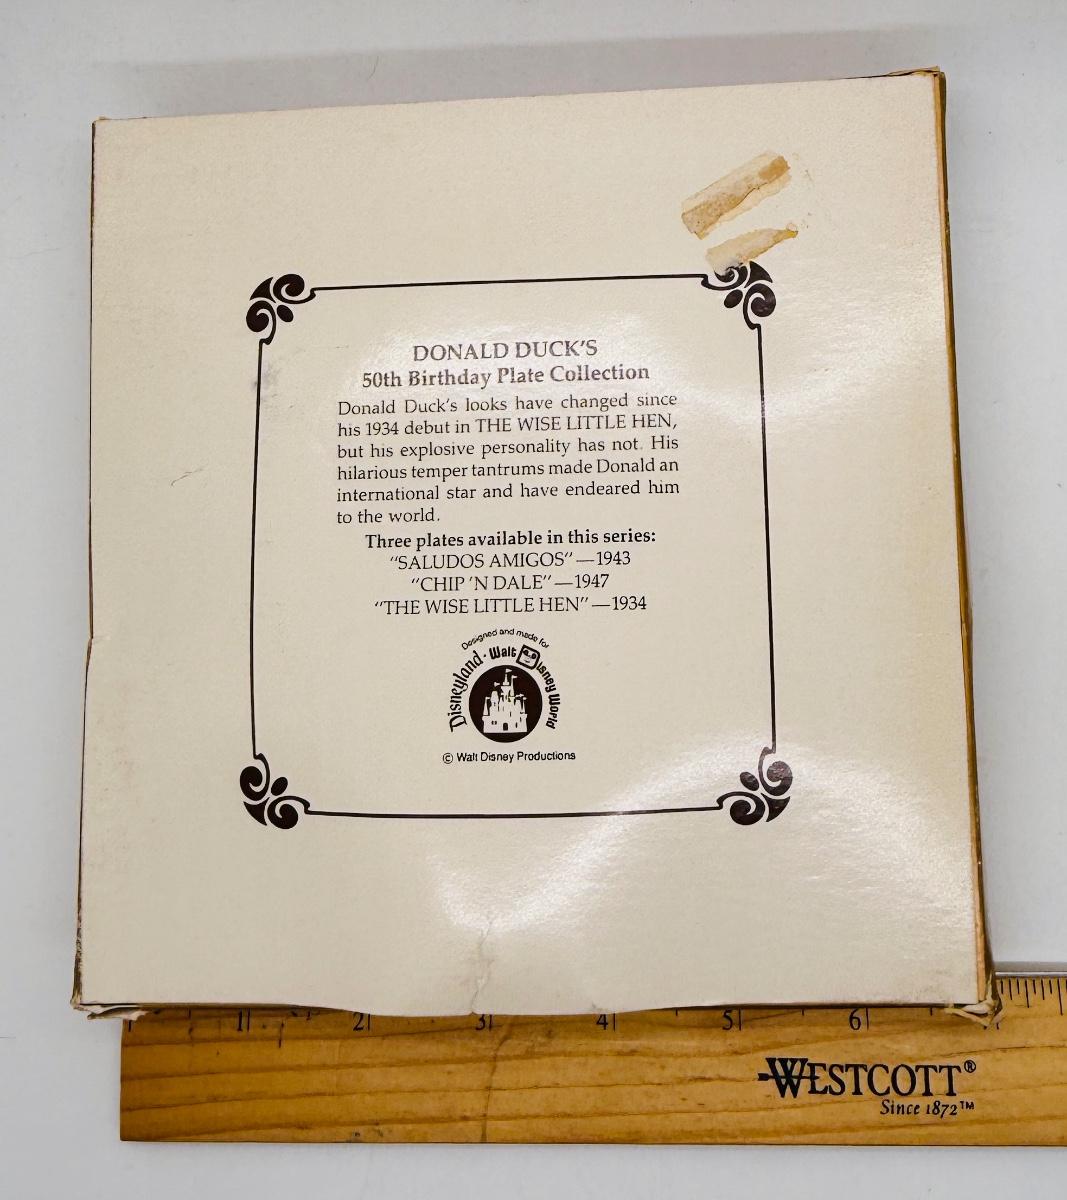 DONALD DUCK'S
50th Birthday Plate Collection
Donald Duck's looks have changed since
his 1934 debut in THE WISE LITTLE HEN,
but his explosive personality has not. His
hilarious temper tantrums made Donald an
international star and have endeared him
to the world.
Three plates available in this series:
"SALUDOS AMIGOS"—1943
"CHIP 'N DALE"—1947
"THE WISE LITTLE HEN"—1934
Designed and made for
Disneyland · Walt Disney World
© Walt Disney Productions
1 2 3 4 5 6
WESTCOTT®
Since 1872™